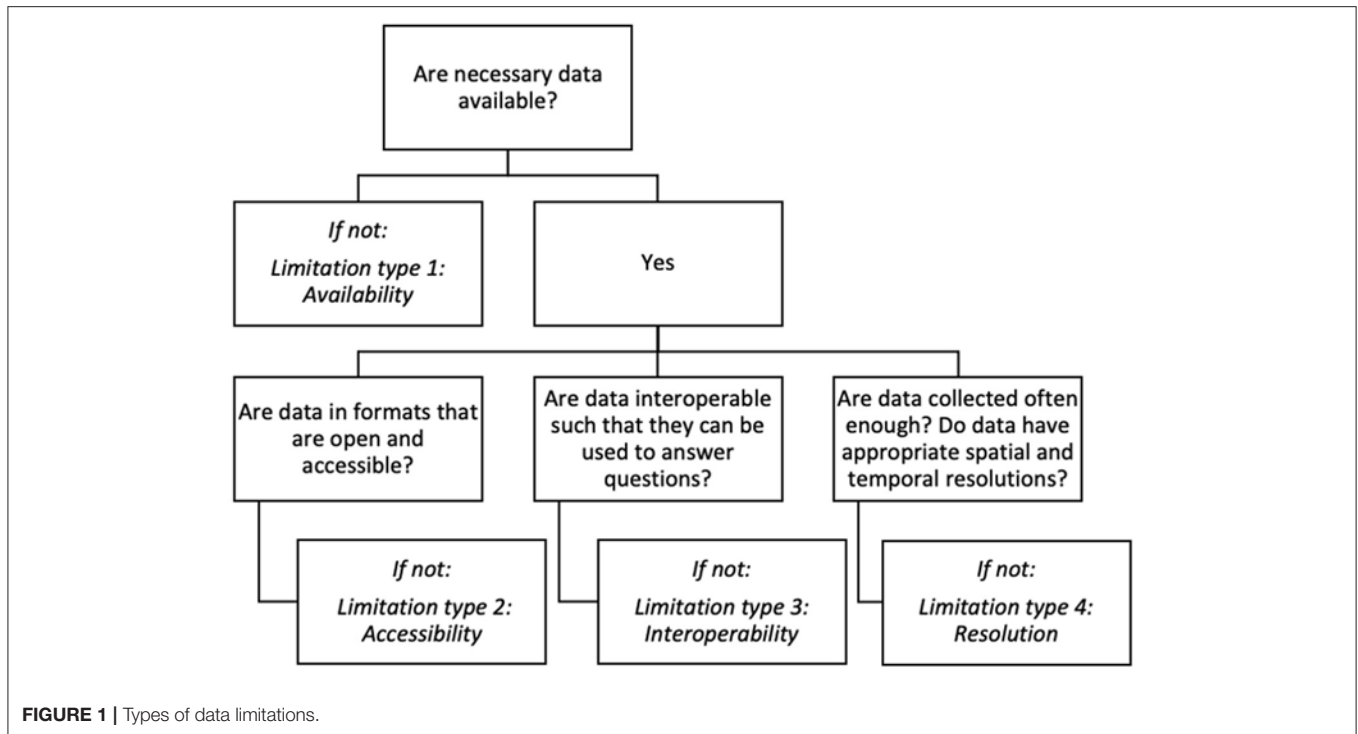 Are necessary data
available?
If not:
Limitation type 1:
Availability
Yes
Are data in formats that
are open and
accessible?
Are data interoperable
such that they can be
used to answer
questions?
Are data collected often
enough? Do data have
appropriate spatial and
temporal resolutions?
If not:
Limitation type 2:
Accessibility
If not:
Limitation type 3:
Interoperability
If not:
Limitation type 4:
Resolution
FIGURE 1 | Types of data limitations.